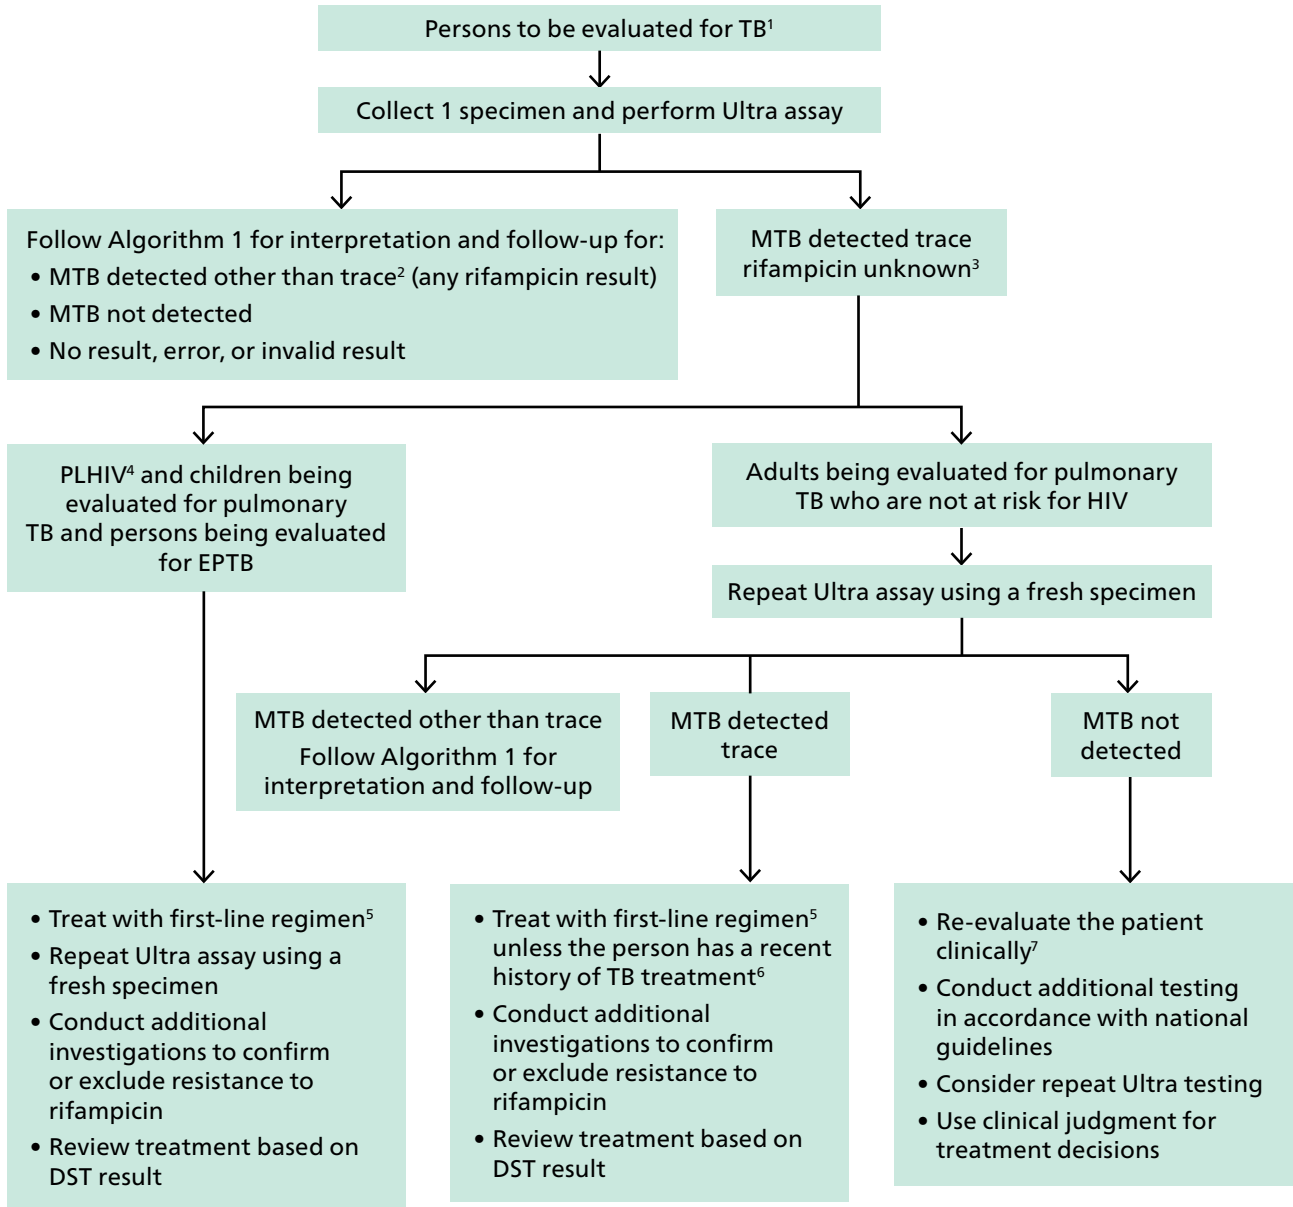 Persons to be evaluated for TB¹
Collect 1 specimen and perform Ultra assay
Follow Algorithm 1 for interpretation and follow-up for:
• MTB detected other than trace² (any rifampicin result)
• MTB not detected
• No result, error, or invalid result
MTB detected trace
rifampicin unknown³
PLHIV⁴ and children being
evaluated for pulmonary
TB and persons being evaluated
for EPTB
Adults being evaluated for pulmonary
TB who are not at risk for HIV
Repeat Ultra assay using a fresh specimen
MTB detected other than trace
Follow Algorithm 1 for
interpretation and follow-up
MTB detected
trace
MTB not
detected
• Treat with first-line regimen⁵
• Repeat Ultra assay using a
fresh specimen
• Conduct additional
investigations to confirm
or exclude resistance to
rifampicin
• Review treatment based on
DST result
• Treat with first-line regimen⁵
unless the person has a recent
history of TB treatment⁶
• Conduct additional
investigations to confirm
or exclude resistance to
rifampicin
• Review treatment based on
DST result
• Re-evaluate the patient
clinically⁷
• Conduct additional testing
in accordance with national
guidelines
• Consider repeat Ultra testing
• Use clinical judgment for
treatment decisions